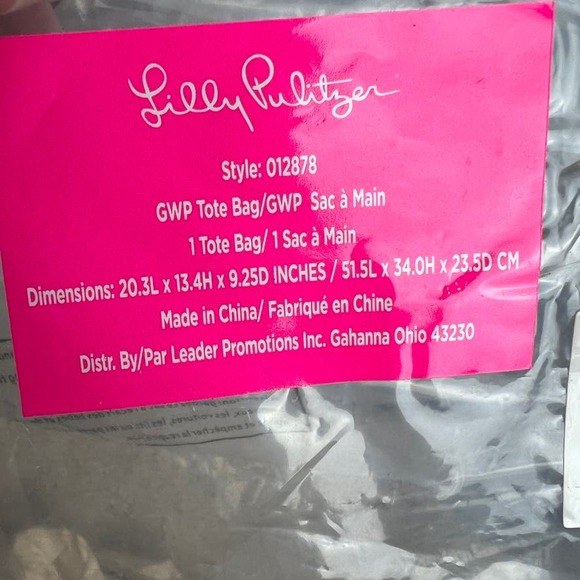 Lilly Pulitzer
Style: 012878
GWP Tote Bag/GWP Sac à Main
1 Tote Bag/ 1 Sac à Main
Dimensions: 20.3L x 13.4H x 9.25D INCHES / 51.5L x 34.0H x 23.5D CM
Made in China/ Fabriqué en Chine
Distr. By/Par Leader Promotions Inc. Gahanna Ohio 43230